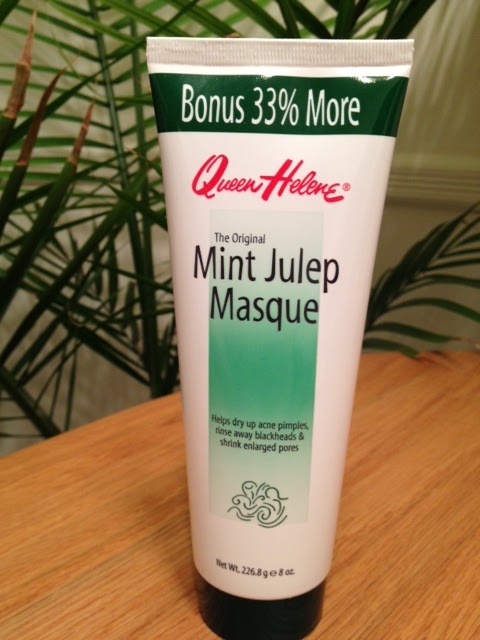 Bonus 33% More
Queen Helene®
The Original
Mint Julep
Masque
Helps dry up acne pimples,
rinse away blackheads &
shrink enlarged pores
Net Wt. 226.8 g ℮ 8 oz.